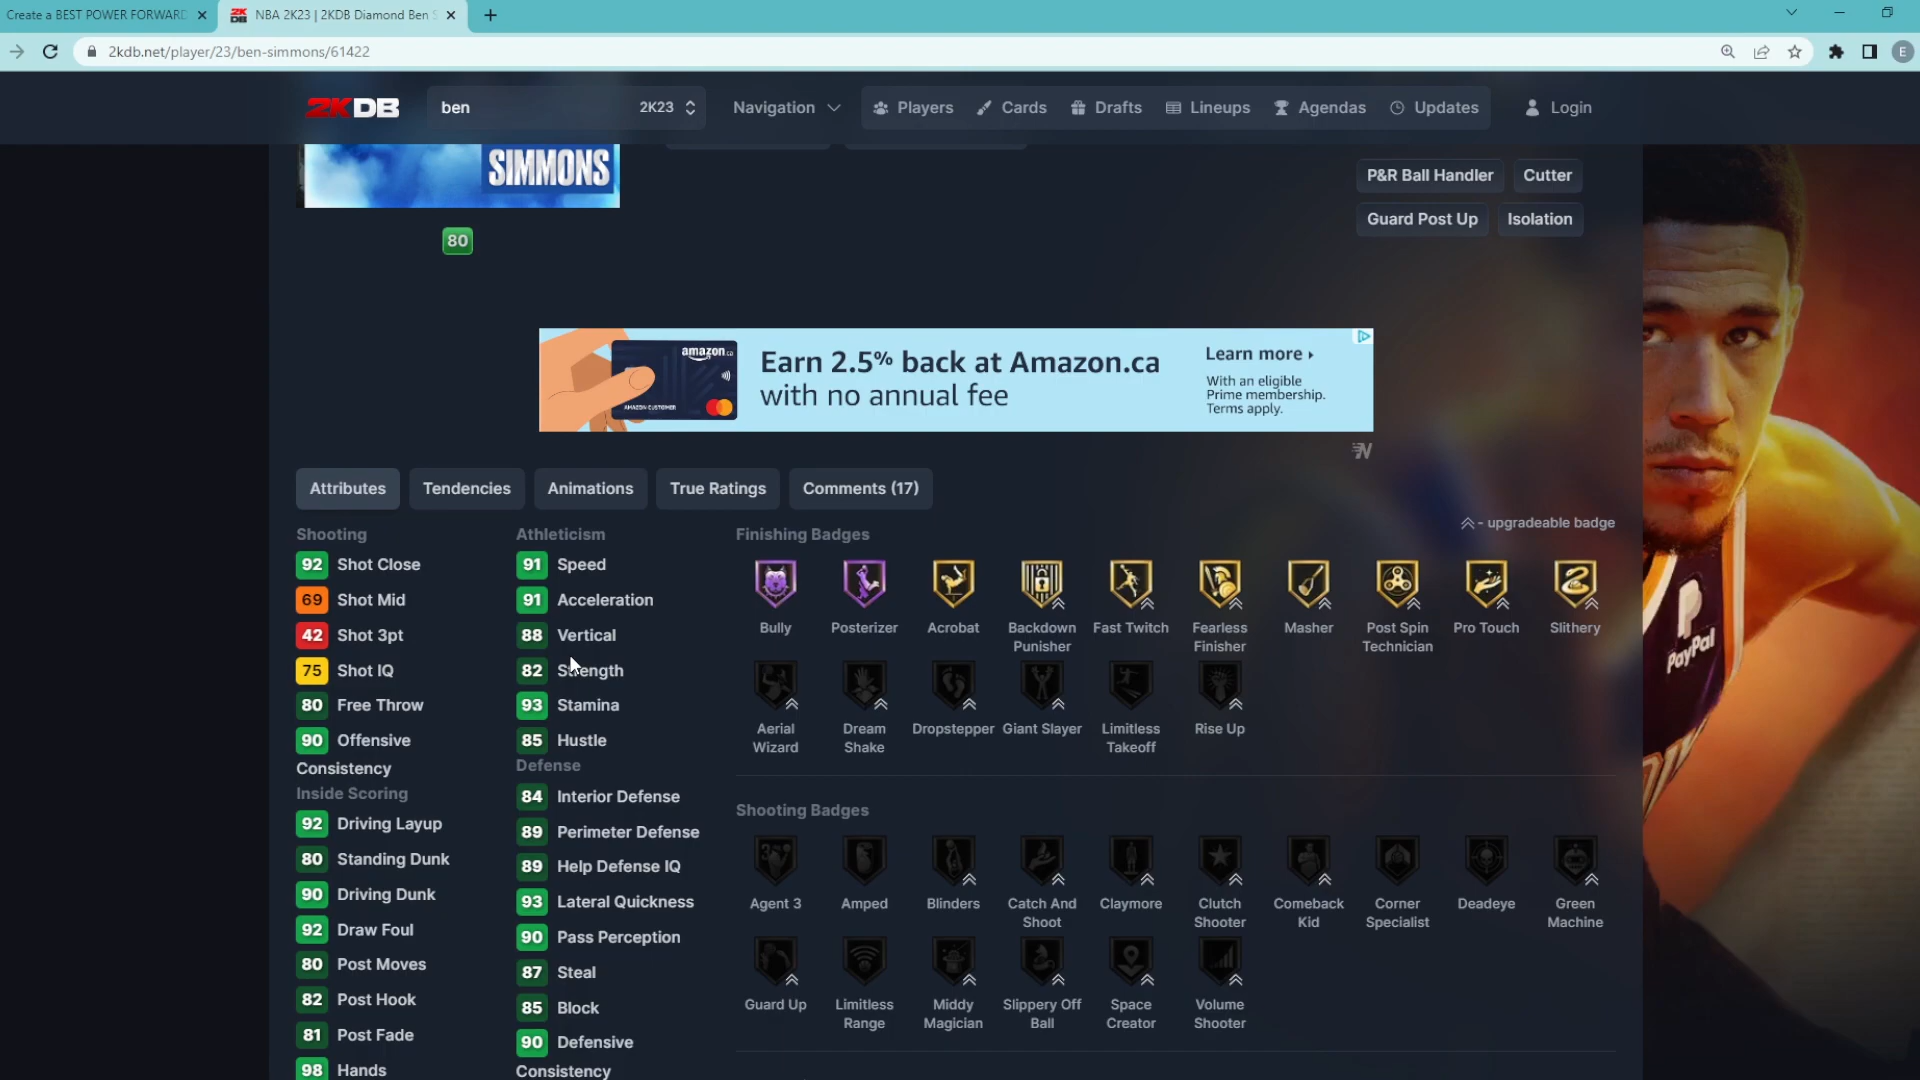 Create a BEST POWER FORWARD
NBA 2K23 | 2KDB Diamond Ben S
2kdb.net/player/23/ben-simmons/61422
E
2KDB
ben
2K23
Navigation
Players
Cards
Drafts
Lineups
Agendas
Updates
Login
SIMMONS
80
P&R Ball Handler
Cutter
Guard Post Up
Isolation
amazon.ca
AMAZON CUSTOMER
Earn 2.5% back at Amazon.ca
with no annual fee
Learn more
With an eligible
Prime membership.
Terms apply.
Attributes
Tendencies
Animations
True Ratings
Comments (17)
- upgradeable badge
Shooting
92 Shot Close
69 Shot Mid
42 Shot 3pt
75 Shot IQ
80 Free Throw
90 Offensive
Consistency
Inside Scoring
92 Driving Layup
80 Standing Dunk
90 Driving Dunk
92 Draw Foul
80 Post Moves
82 Post Hook
81 Post Fade
98 Hands
Athleticism
91 Speed
91 Acceleration
88 Vertical
82 Strength
93 Stamina
85 Hustle
Defense
84 Interior Defense
89 Perimeter Defense
89 Help Defense IQ
93 Lateral Quickness
90 Pass Perception
87 Steal
85 Block
90 Defensive
Consistency
Finishing Badges
Bully
Posterizer
Acrobat
Backdown
Punisher
Fast Twitch
Fearless
Finisher
Masher
Post Spin
Technician
Pro Touch
Slithery
Aerial
Wizard
Dream
Shake
Dropstepper
Giant Slayer
Limitless
Takeoff
Rise Up
Shooting Badges
Agent 3
Amped
Blinders
Catch And
Shoot
Claymore
Clutch
Shooter
Comeback
Kid
Corner
Specialist
Deadeye
Green
Machine
Guard Up
Limitless
Range
Middy
Magician
Slippery Off
Ball
Space
Creator
Volume
Shooter
PayPal